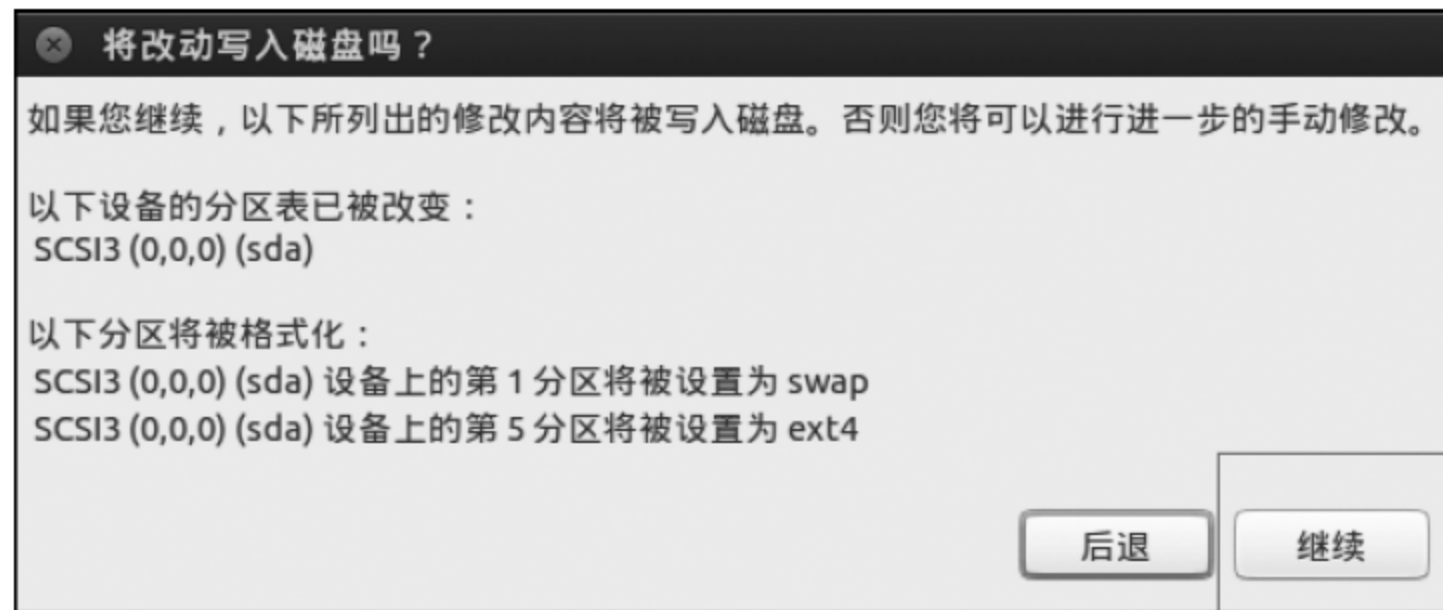 将改动写入磁盘吗？
如果您继续，以下所列出的修改内容将被写入磁盘。否则您将可以进行进一步的手动修改。
以下设备的分区表已被改变：
SCSI3 (0,0,0) (sda)
以下分区将被格式化：
SCSI3 (0,0,0) (sda) 设备上的第 1 分区将被设置为 swap
SCSI3 (0,0,0) (sda) 设备上的第 5 分区将被设置为 ext4
后退 继续